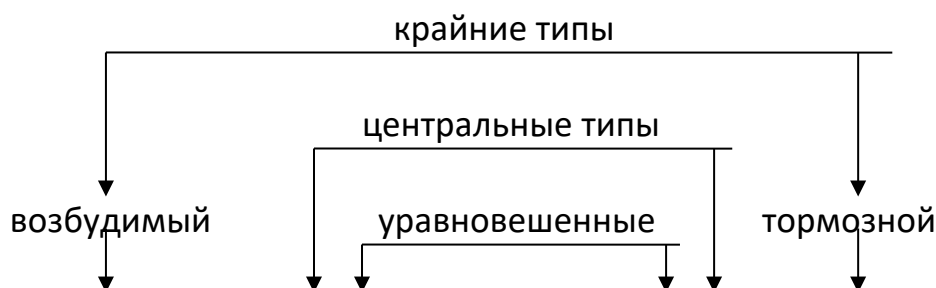 крайние типы
центральные типы
возбудимый уравновешенные тормозной